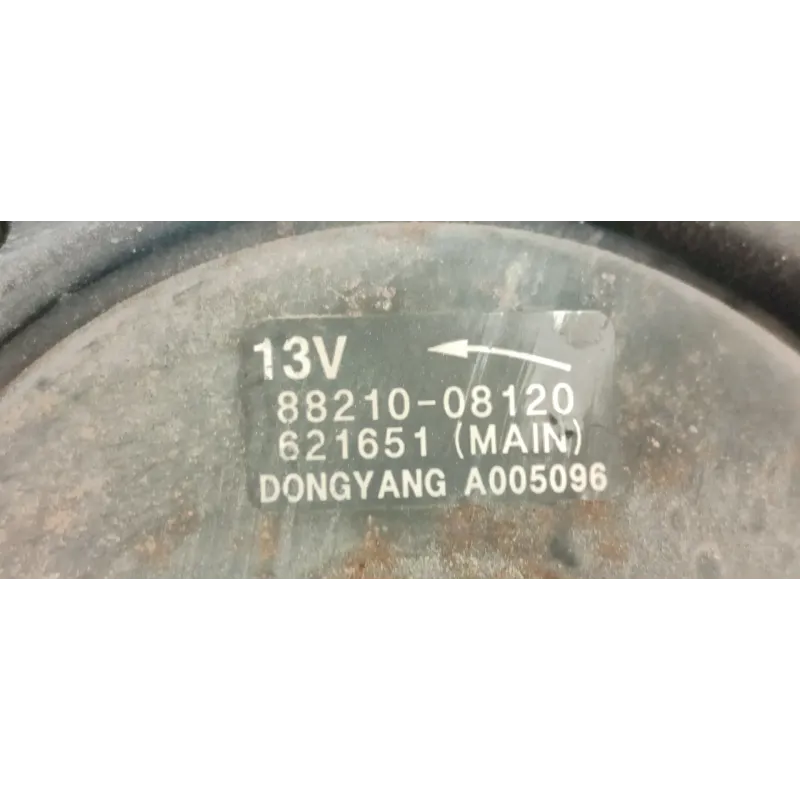 13V
88210-08120
621651 (MAIN)
DONGYANG A005096